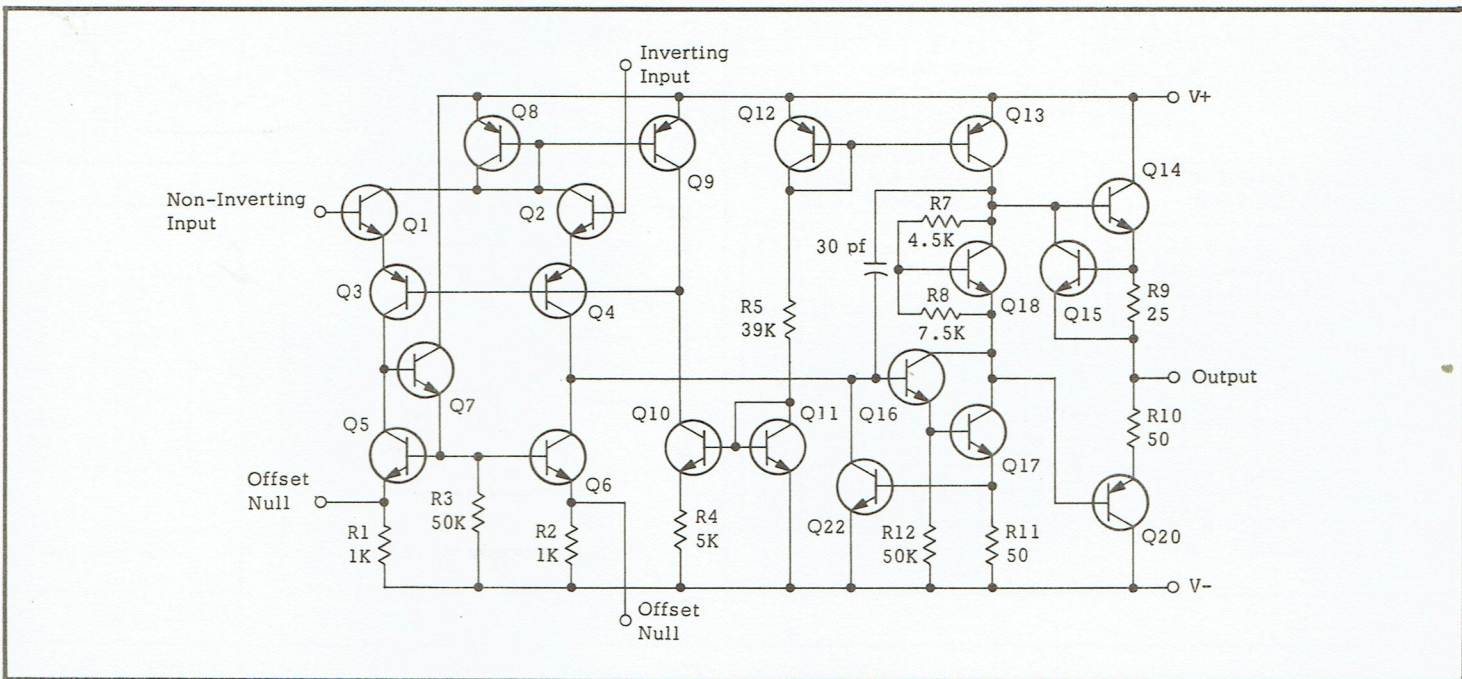 Inverting
Input
Q8
Q12
Q13
V+
Q9
Q14
Non-Inverting
Input
Q1
Q2
R7
4.5K
30 pf
Q3
Q4
R5
39K
R8
7.5K
Q18
Q15
R9
25
Q7
Output
Q5
Q10
Q11
Q16
R10
50
Offset
Null
R3
50K
Q6
Q17
R1
1K
R2
1K
R4
5K
Q22
R12
50K
R11
50
Q20
V-
Offset
Null